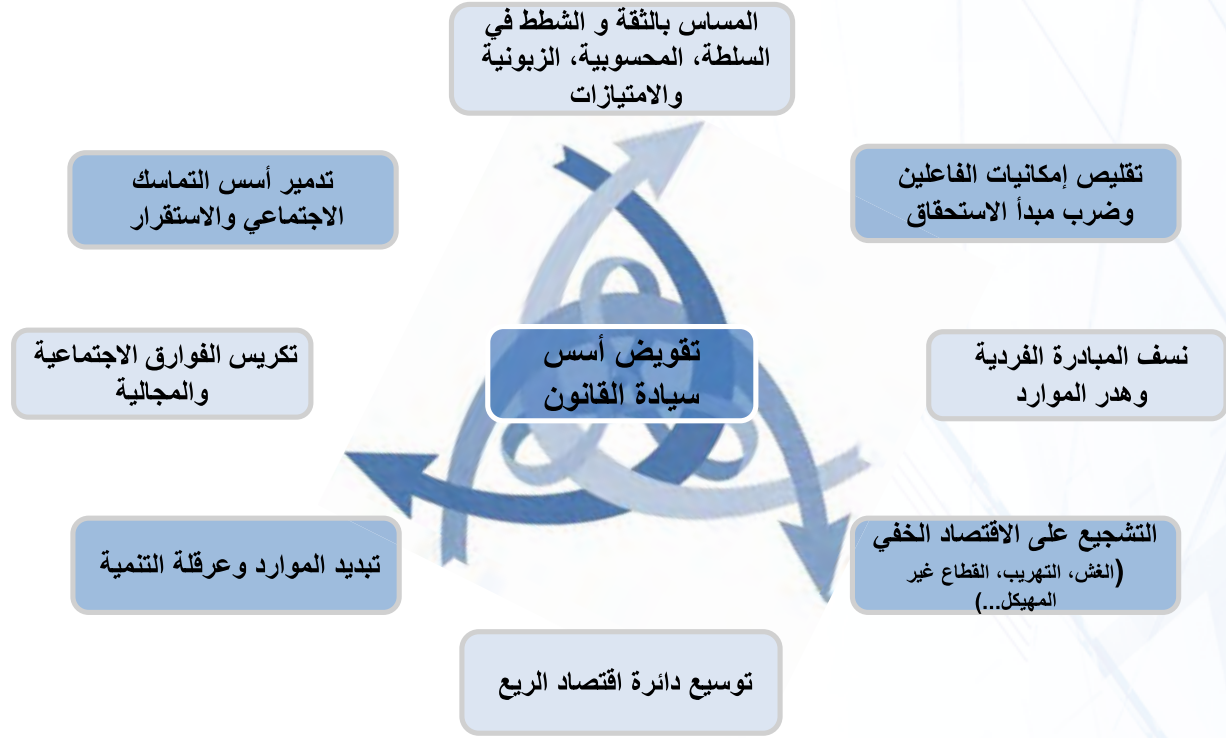 المساس بالثقة و الشطط في
السلطة، المحسوبية، الزبونية
والامتيازات
تقليص إمكانيات الفاعلين
وضرب مبدأ الاستحقاق
تدمير أسس التماسك
الاجتماعي والاستقرار
نسف المبادرة الفردية
وهدر الموارد
تقويض أسس
سيادة القانون
تكريس الفوارق الاجتماعية
والمجالية
التشجيع على الاقتصاد الخفي
(الغش، التهريب، القطاع غير
المهيكل...)
تبديد الموارد وعرقلة التنمية
توسيع دائرة اقتصاد الريع